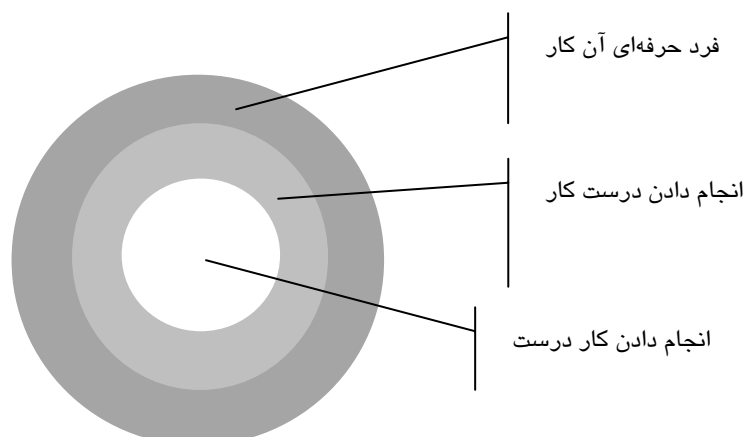 فرد حرفه‌ای آن کار
انجام دادن درست کار
انجام دادن کار درست